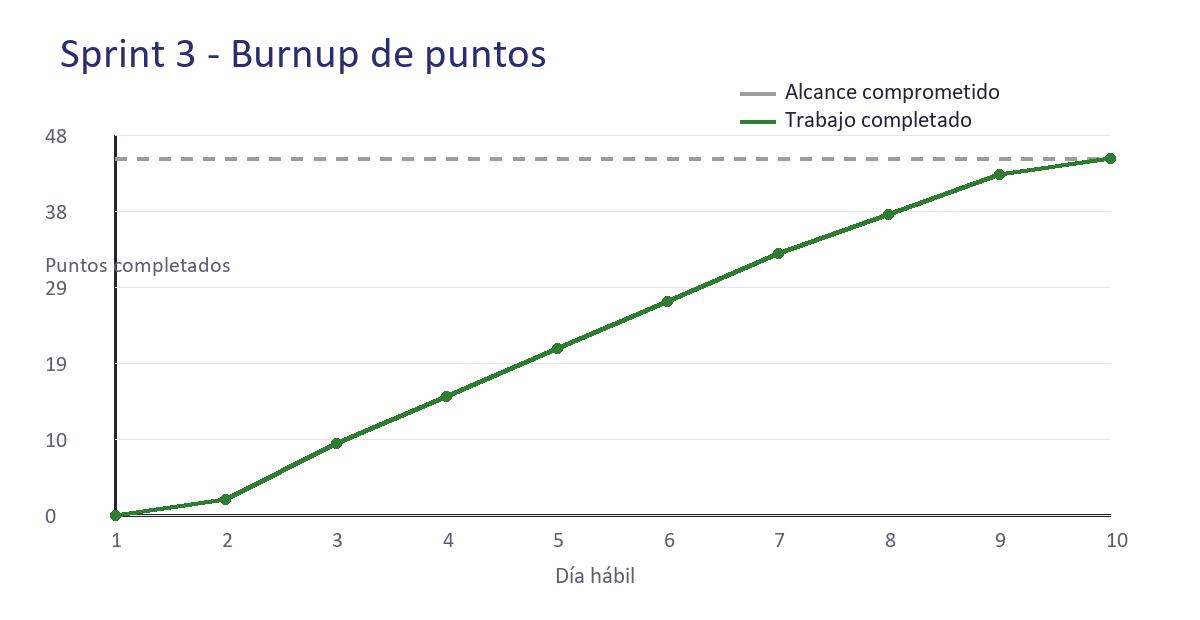 Sprint 3 - Burnup de puntos
Alcance comprometido
Trabajo completado
48
38
Puntos completados
29
19
10
0
1 2 3 4 5 6 7 8 9 10
Día hábil